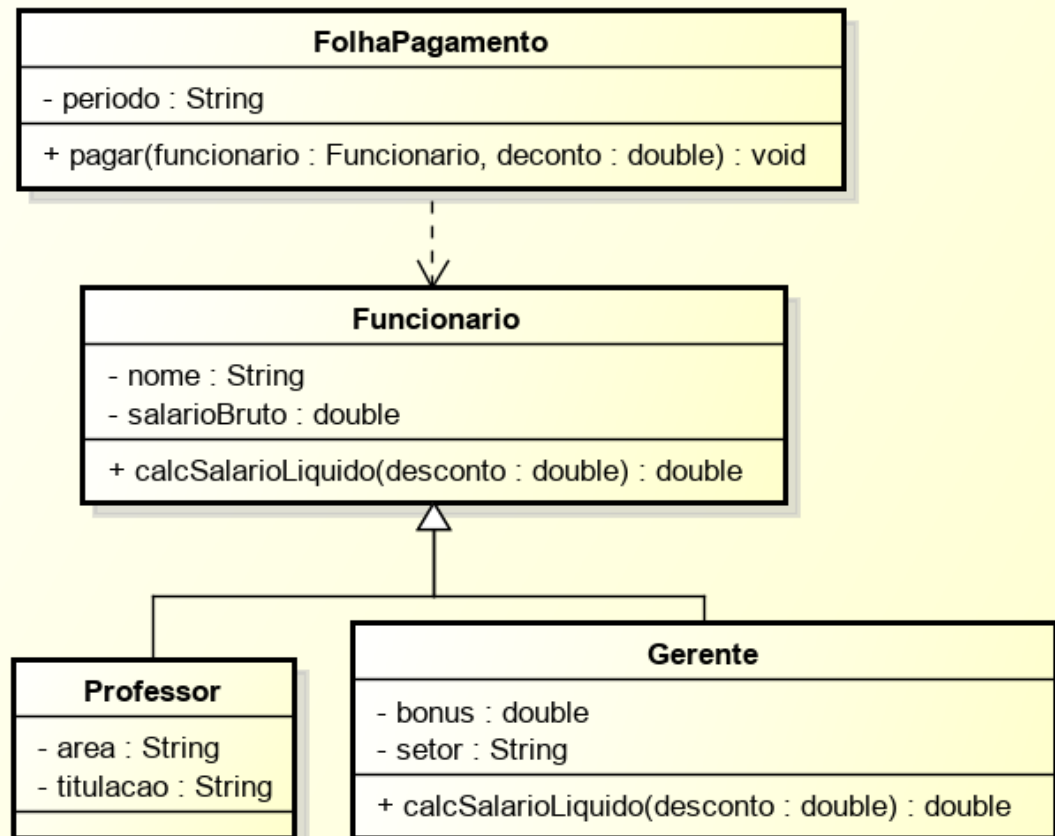 FolhaPagamento
- periodo : String
+ pagar(funcionario : Funcionario, deconto : double) : void
Funcionario
- nome : String
- salarioBruto : double
+ calcSalarioLiquido(desconto : double) : double
Professor
- area : String
- titulacao : String
Gerente
- bonus : double
- setor : String
+ calcSalarioLiquido(desconto : double) : double